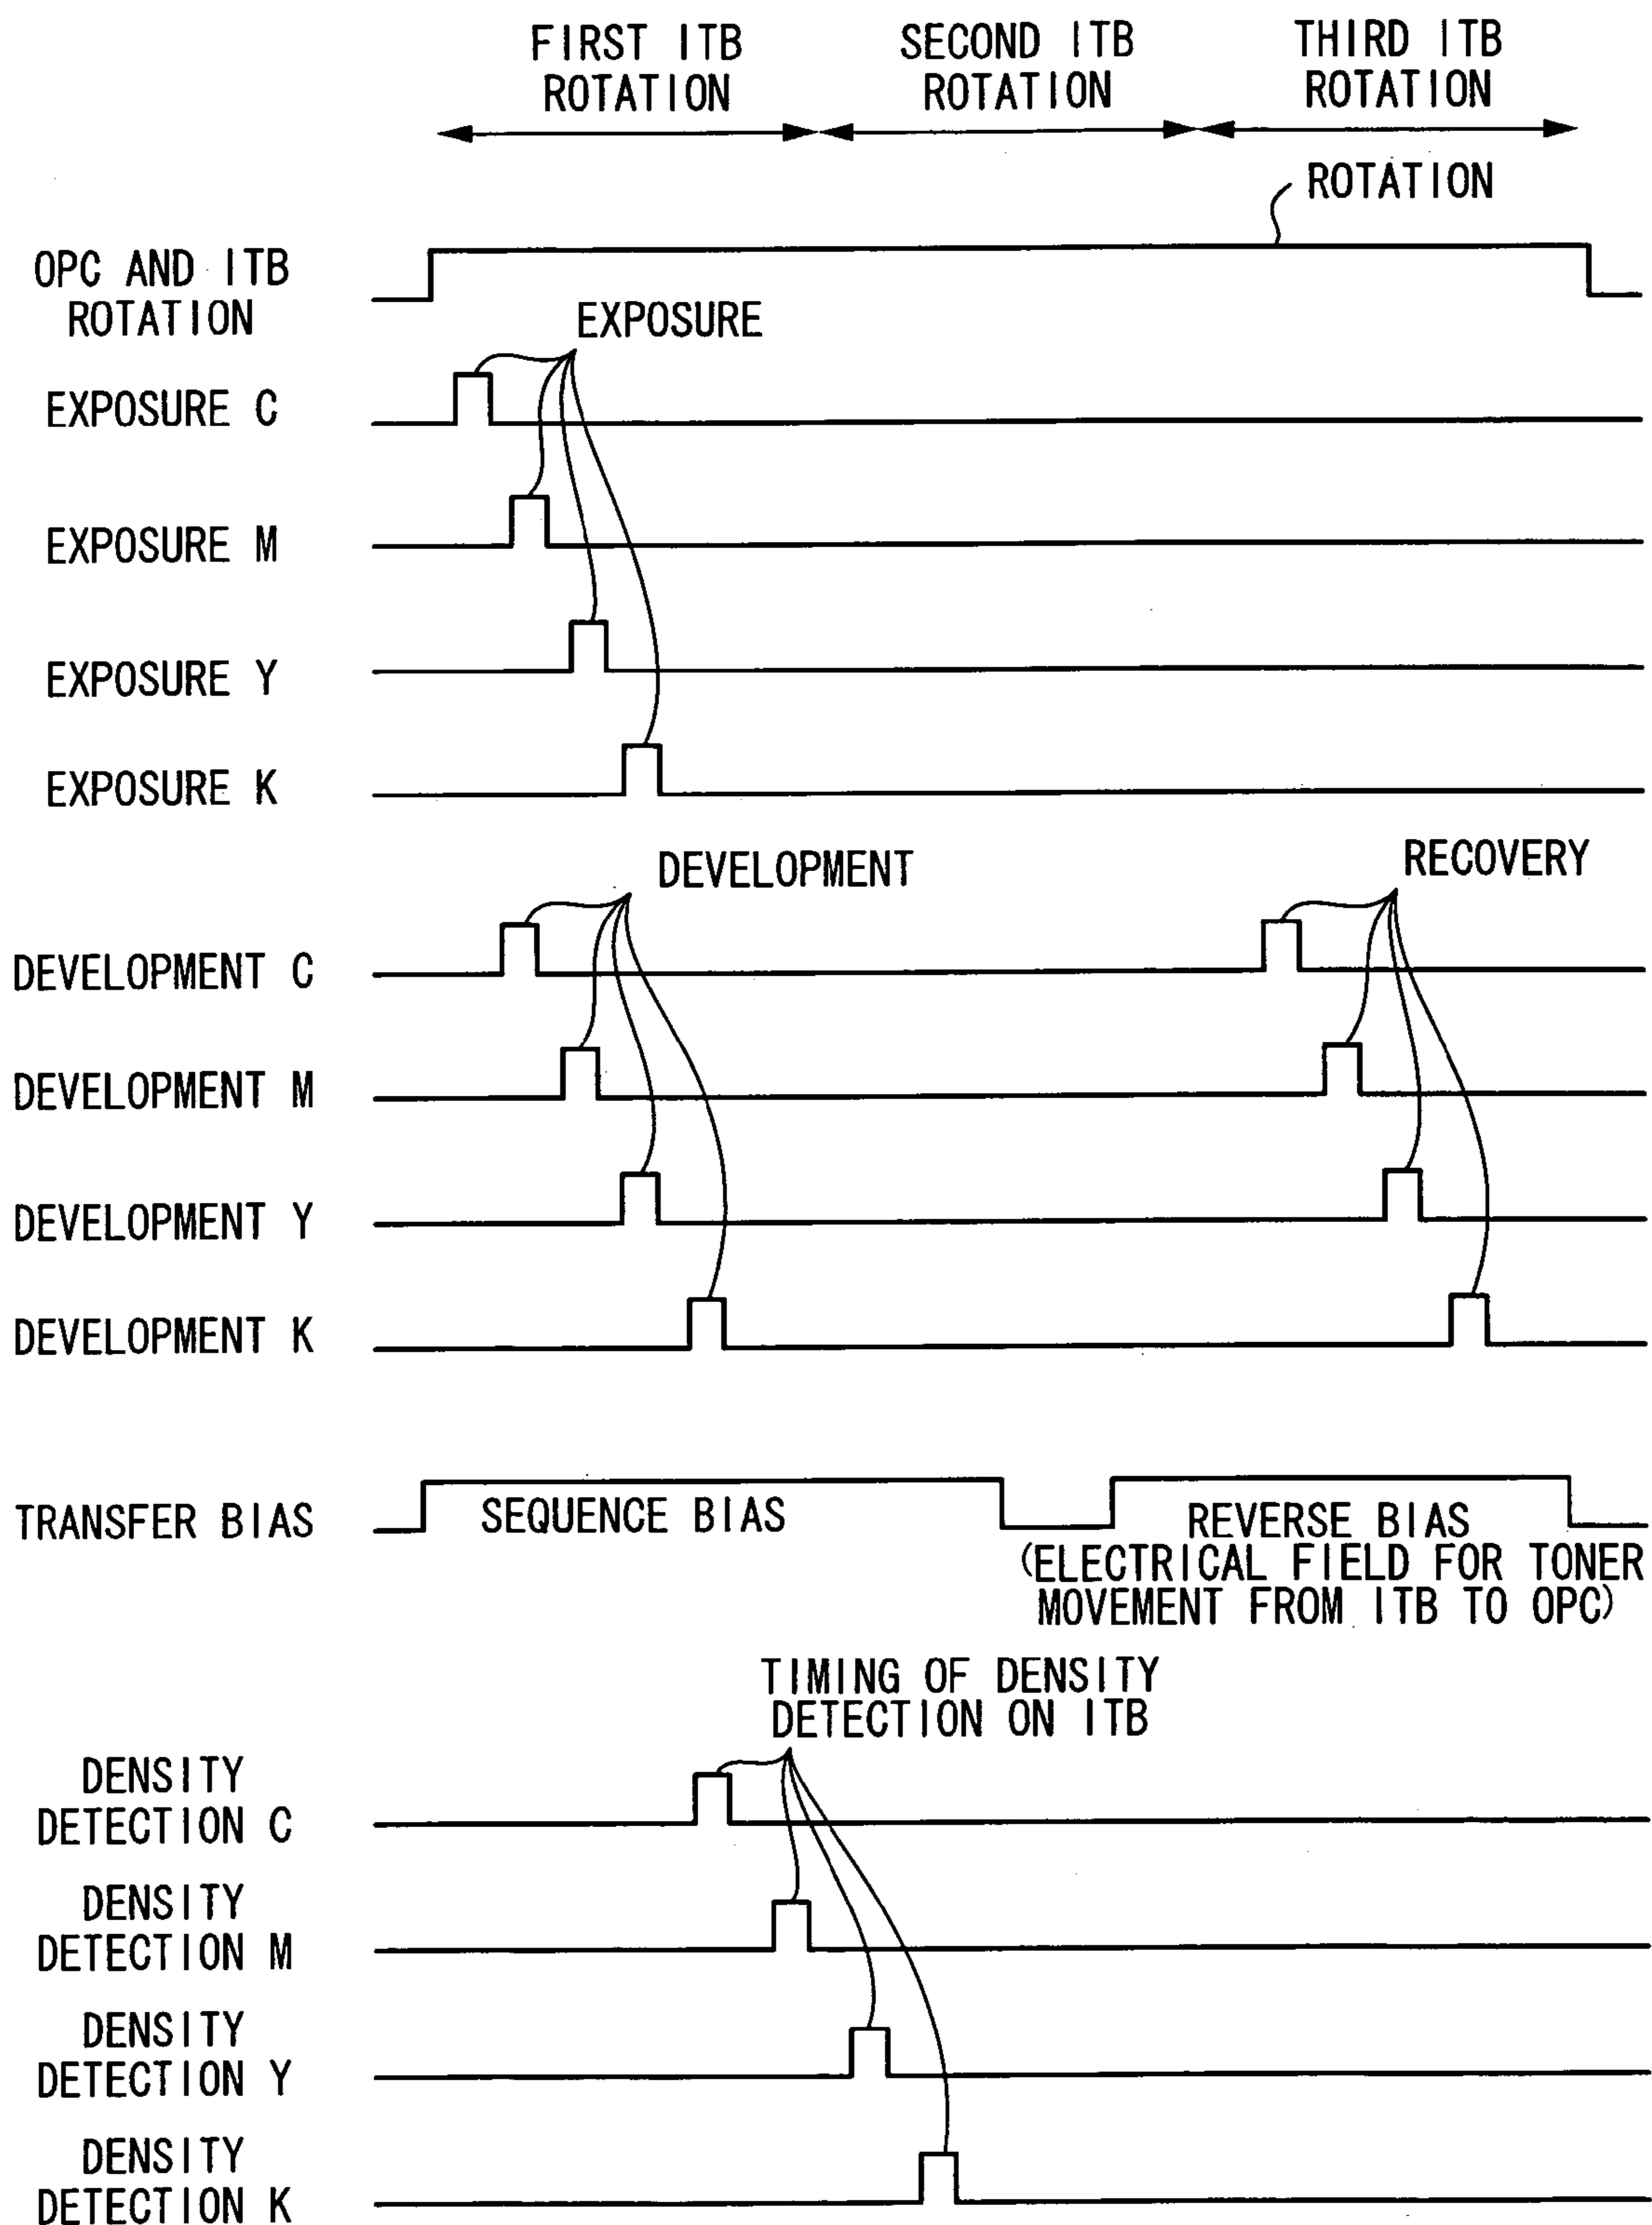 FIRST ITB
ROTATION
SECOND ITB
ROTATION
THIRD ITB
ROTATION
ROTATION
OPC AND ITB
ROTATION
EXPOSURE
EXPOSURE C
EXPOSURE M
EXPOSURE Y
EXPOSURE K
DEVELOPMENT
RECOVERY
DEVELOPMENT C
DEVELOPMENT M
DEVELOPMENT Y
DEVELOPMENT K
TRANSFER BIAS
SEQUENCE BIAS
REVERSE BIAS
(ELECTRICAL FIELD FOR TONER
MOVEMENT FROM ITB TO OPC)
TIMING OF DENSITY
DETECTION ON ITB
DENSITY
DETECTION C
DENSITY
DETECTION M
DENSITY
DETECTION Y
DENSITY
DETECTION K